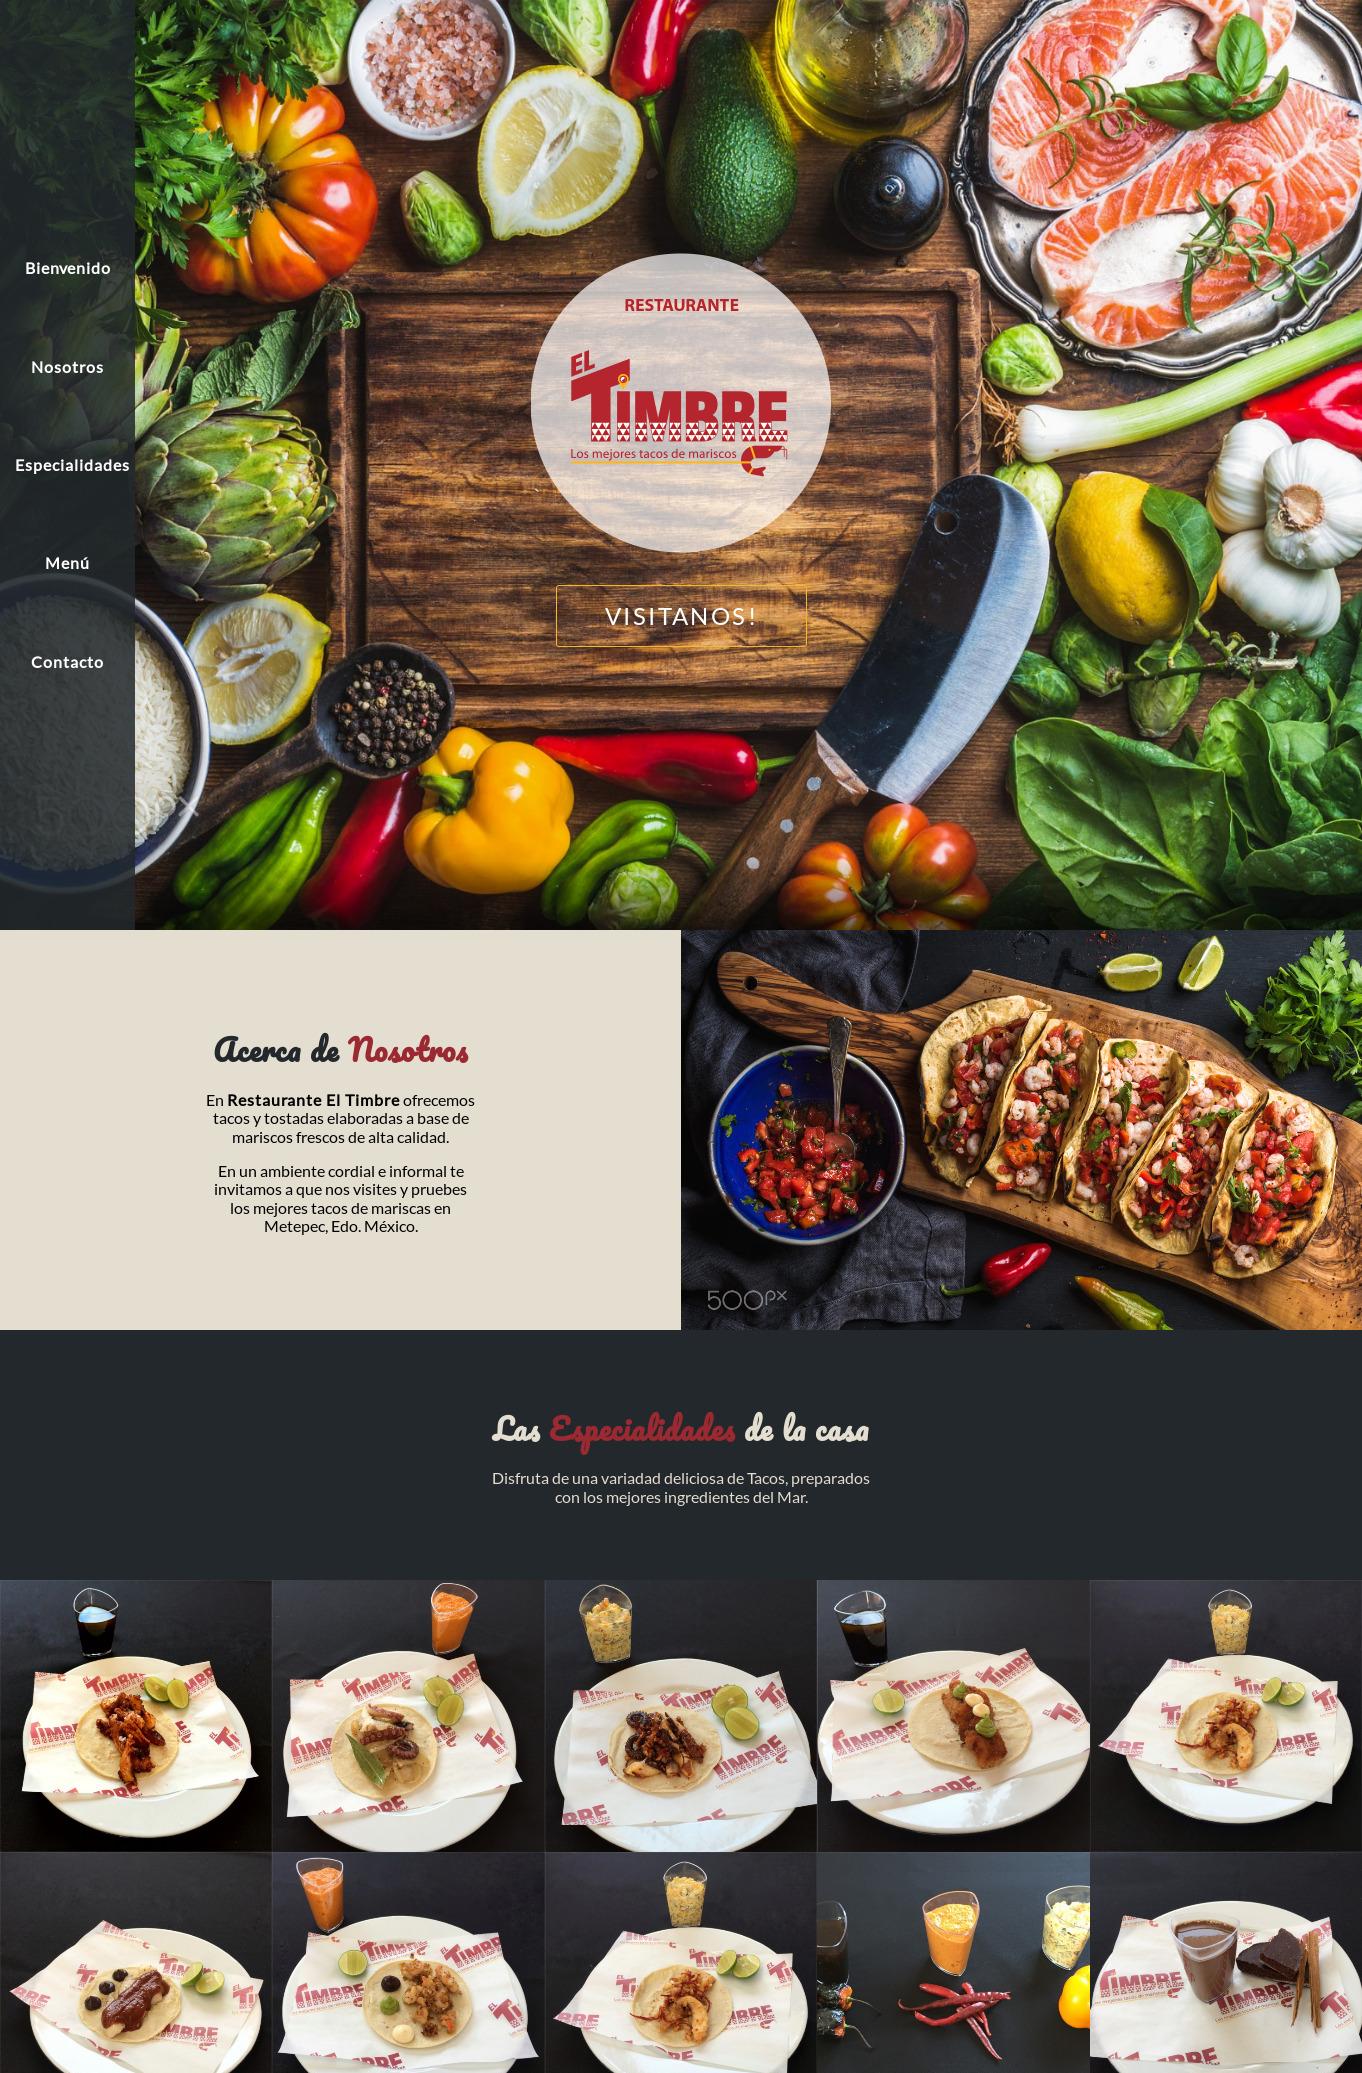 Bienvenido
Nosotros
Especialidades
Menú
Contacto
RESTAURANTE
EL
TIMBRE
Los mejores tacos de mariscos
VISITANOS!
Acerca de Nosotros
En Restaurante El Timbre ofrecemos
tacos y tostadas elaboradas a base de
mariscos frescos de alta calidad.
En un ambiente cordial e informal te
invitamos a que nos visites y pruebes
los mejores tacos de mariscas en
Metepec, Edo. México.
500px
Las Especialidades de la casa
Disfruta de una variadad deliciosa de Tacos, preparados
con los mejores ingredientes del Mar.